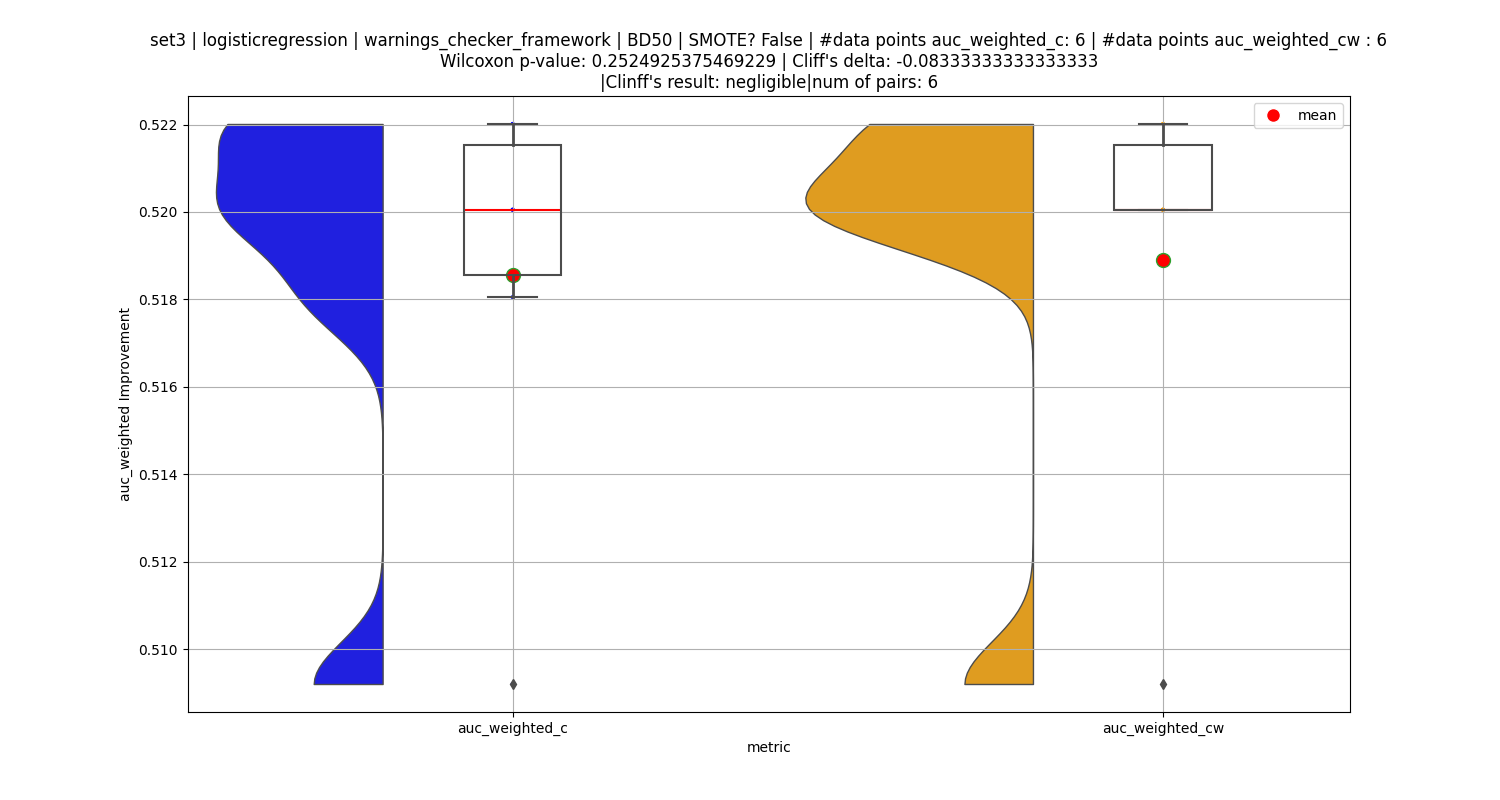 set3 | logisticregression | warnings_checker_framework | BD50 | SMOTE? False | #data points auc_weighted_c: 6 | #data points auc_weighted_cw : 6
Wilcoxon p-value: 0.2524925375469229 | Cliff's delta: -0.08333333333333333
|Clinff's result: negligible|num of pairs: 6
mean
0.522
0.520
0.518
0.516
0.514
0.512
0.510
auc_weighted Improvement
auc_weighted_c
auc_weighted_cw
metric